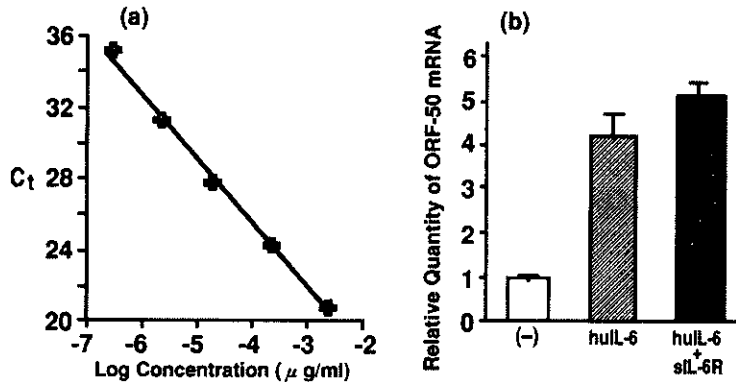 (a)
36
32
28
24
20
Ct
-7 -6 -5 -4 -3 -2
Log Concentration (μ g/ml)
(b)
Relative Quantity of ORF-50 mRNA
6
5
4
3
2
1
0
(-) huIL-6 huIL-6
+
sIL-6R